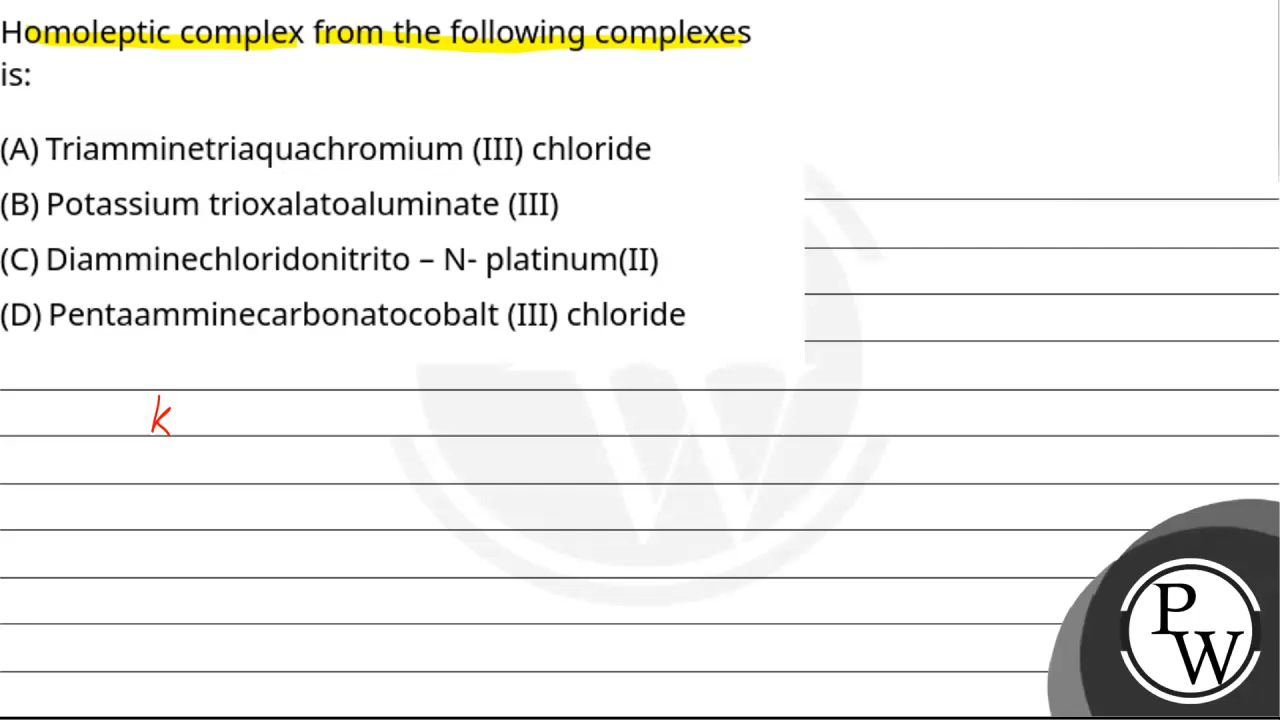 Homoleptic complex from the following complexes
is:
(A) Triamminetriaquachromium (III) chloride
(B) Potassium trioxalatoaluminate (III)
(C) Diamminechloridonitrito – N- platinum(II)
(D) Pentaamminecarbonatocobalt (III) chloride
K
P
W